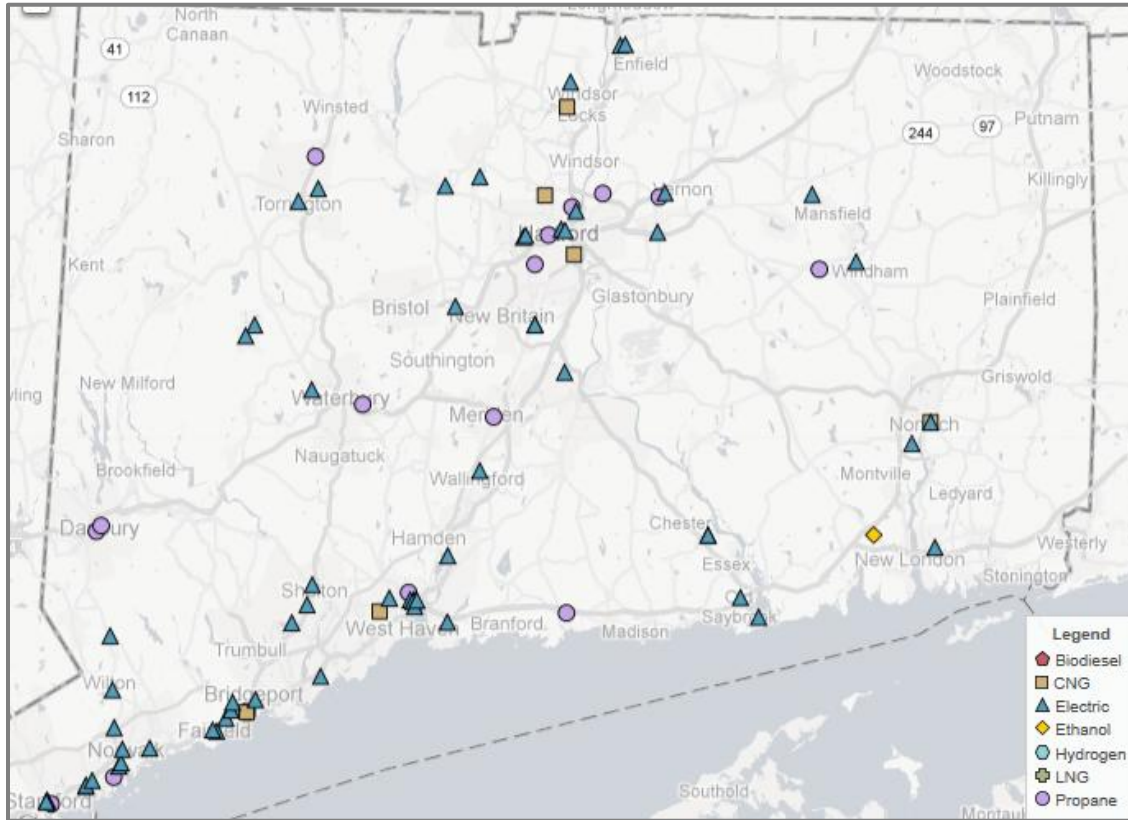 North
Canaan
41
Enfield
Woodstock
112
Winsted
Windsor
Locks
Putnam
244
97
Sharon
Windsor
Killingly
Torrington
Vernon
Mansfield
Hartford
Kent
Windham
Glastonbury
Plainfield
Bristol
New Britain
Southington
Griswold
New Milford
Waterbury
Meriden
Norwich
Naugatuck
Wallingford
Montville
Brookfield
Ledyard
Danbury
Hamden
Chester
Essex
New London
Westerly
Shelton
Stonington
Old
Saybrook
West Haven
Branford
Madison
Trumbull
Wilton
Bridgeport
Fairfield
Norwalk
Stamford
Southold
Legend
Biodiesel
CNG
Electric
Ethanol
Hydrogen
LNG
Propane